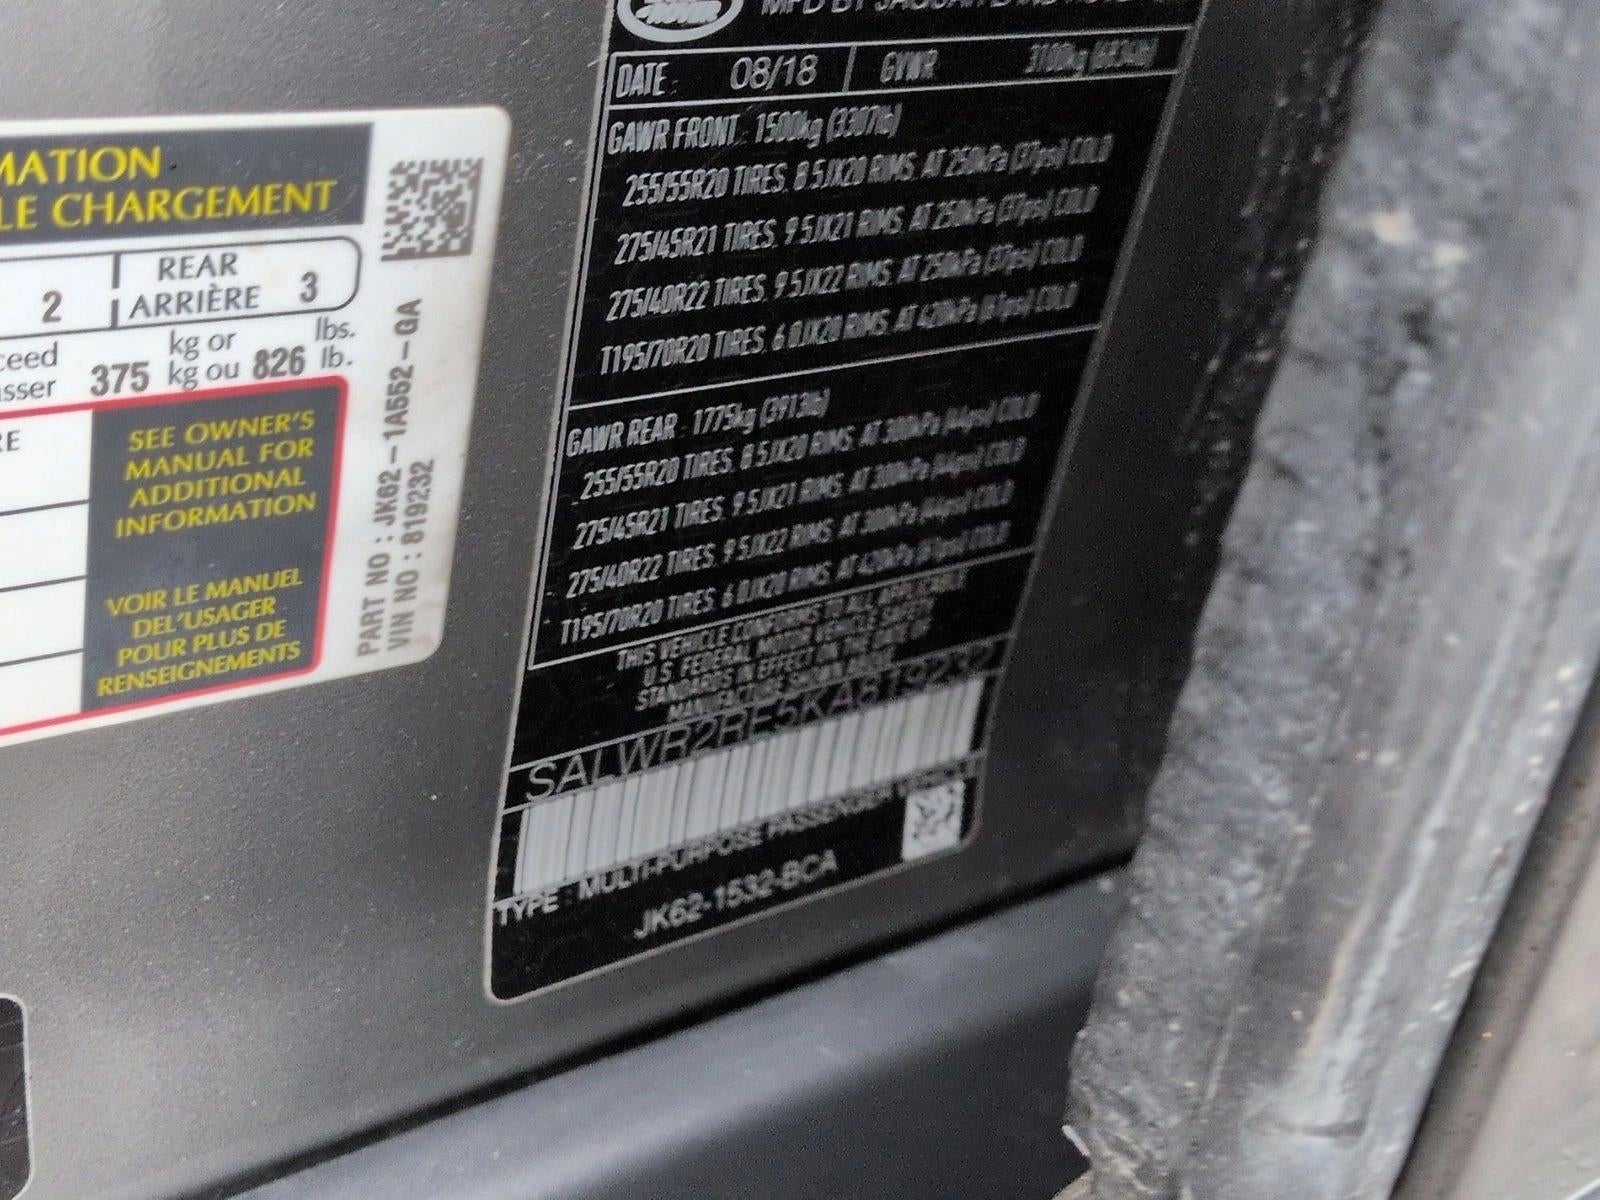 MATION
LE CHARGEMENT
2
REAR
ARRIÈRE
3
ceed
asser
375
kg or
kg ou
826
lbs.
lb.
RE
SEE OWNER'S
MANUAL FOR
ADDITIONAL
INFORMATION
VOIR LE MANUEL
DEL'USAGER
POUR PLUS DE
RENSEIGNEMENTS
PART NO : JK62-1A552-GA
VIN NO : 819232
MFD BY JAGUAR
DATE: 08/18 GVWR 3100kg (6834lb)
GAWR FRONT: 1500kg (3307lb)
255/55R20 TIRES, 8.5JX20 RIMS, AT 250kPa (37psi) COLD
275/45R21 TIRES, 9.5JX21 RIMS, AT 250kPa (37psi) COLD
275/40R22 TIRES, 9.5JX22 RIMS, AT 250kPa (37psi) COLD
T195/70R20 TIRES, 6.0JX20 RIMS, AT 420kPa (61psi) COLD
GAWR REAR: 1775kg (3913lb)
255/55R20 TIRES, 8.5JX20 RIMS, AT 300kPa (44psi) COLD
275/45R21 TIRES, 9.5JX21 RIMS, AT 300kPa (44psi) COLD
275/40R22 TIRES, 9.5JX22 RIMS, AT 300kPa (44psi) COLD
T195/70R20 TIRES, 6.0JX20 RIMS, AT 420kPa (61psi) COLD
THIS VEHICLE CONFORMS TO ALL APPLICABLE
U.S. FEDERAL MOTOR VEHICLE SAFETY
STANDARDS IN EFFECT ON THE DATE OF
MANUFACTURE SHOWN ABOVE
SALWR2RE5KA819232
TYPE: MULTI-PURPOSE PASSENGER VEHICLE
JK62-1532-BCA